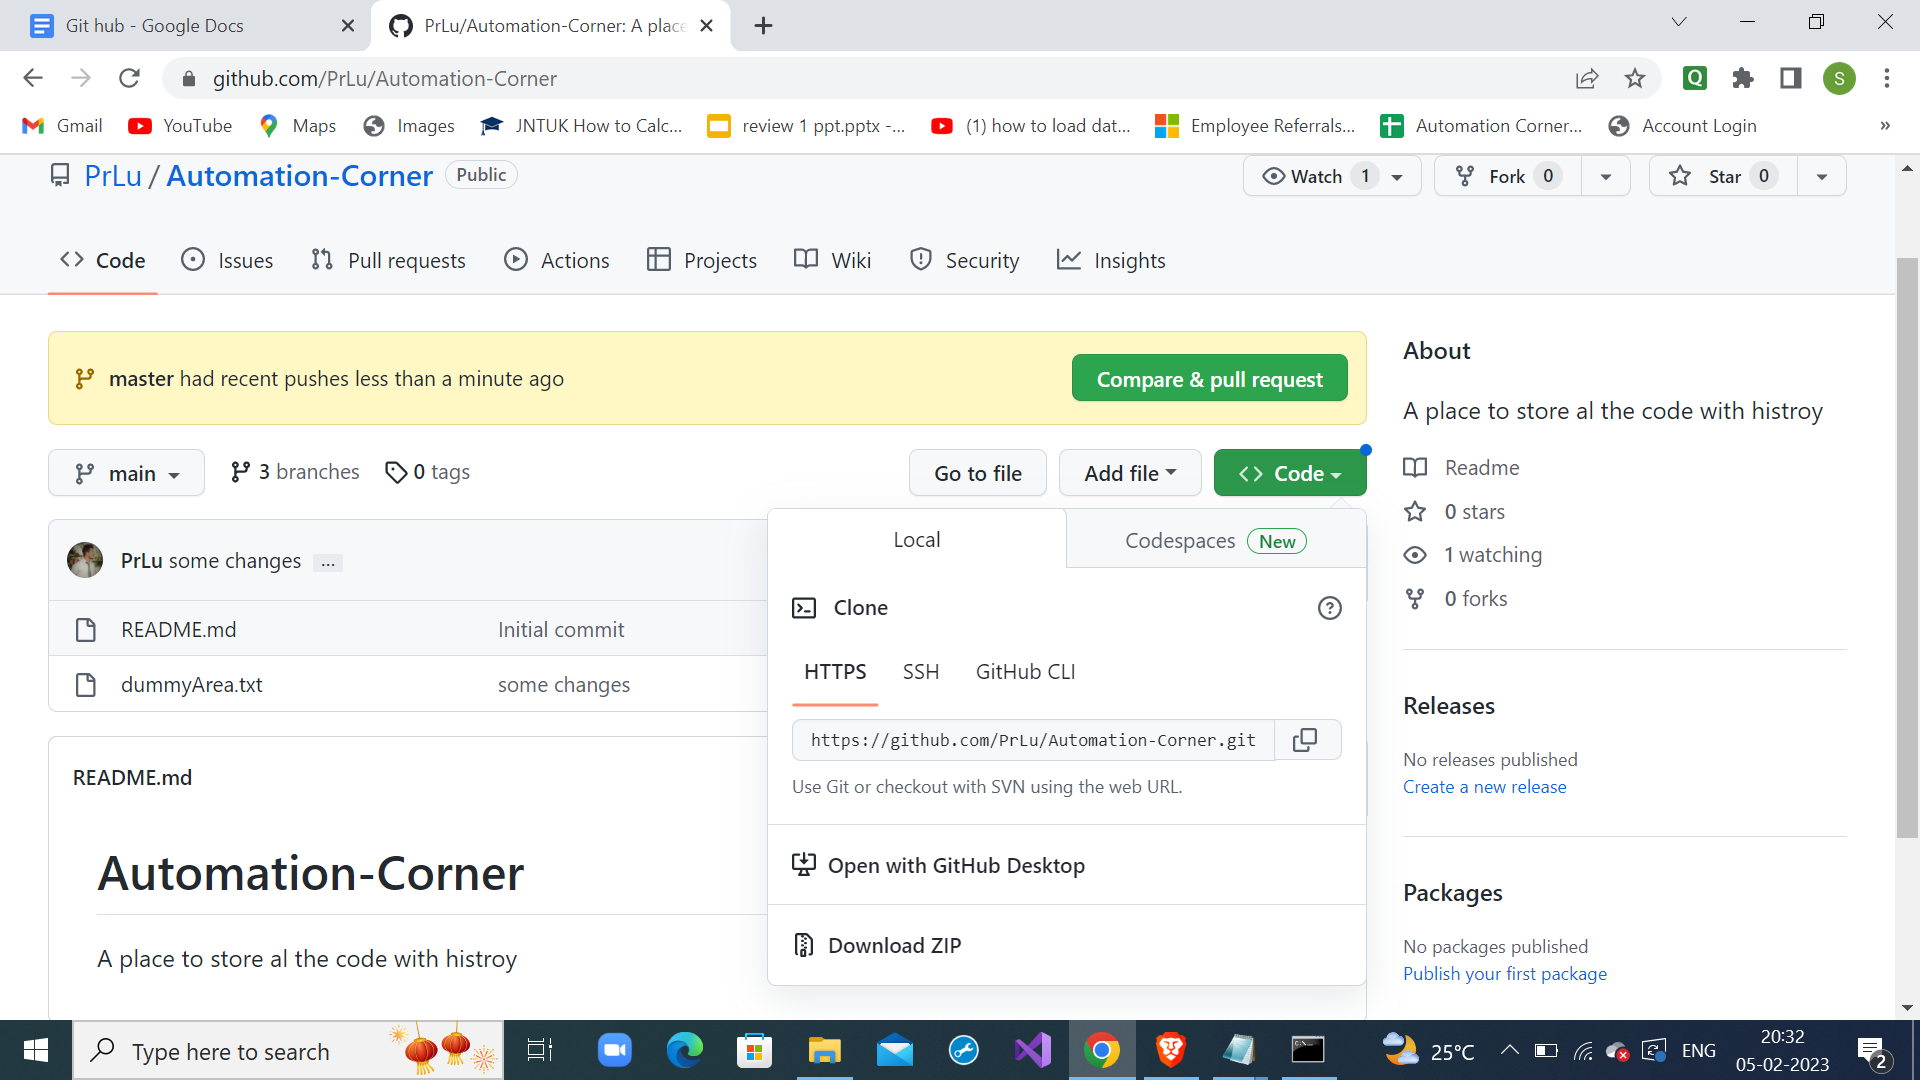 Git hub - Google Docs
PrLu/Automation-Corner: A place
github.com/PrLu/Automation-Corner
Q
S
Gmail
YouTube
Maps
Images
JNTUK How to Calc...
review 1 ppt.pptx -...
(1) how to load dat...
Employee Referrals...
Automation Corner...
Account Login
»
PrLu / Automation-Corner Public
Watch 1
Fork 0
Star 0
Code
Issues
Pull requests
Actions
Projects
Wiki
Security
Insights
master had recent pushes less than a minute ago
Compare & pull request
main
3 branches
0 tags
Go to file
Add file
Code
PrLu some changes ...
README.md Initial commit
dummyArea.txt some changes
README.md
Automation-Corner
A place to store al the code with histroy
Local
Codespaces New
Clone
HTTPS SSH GitHub CLI
https://github.com/PrLu/Automation-Corner.git
Use Git or checkout with SVN using the web URL.
Open with GitHub Desktop
Download ZIP
About
A place to store al the code with histroy
Readme
0 stars
1 watching
0 forks
Releases
No releases published
Create a new release
Packages
No packages published
Publish your first package
Type here to search
25°C
ENG
20:32
05-02-2023
2